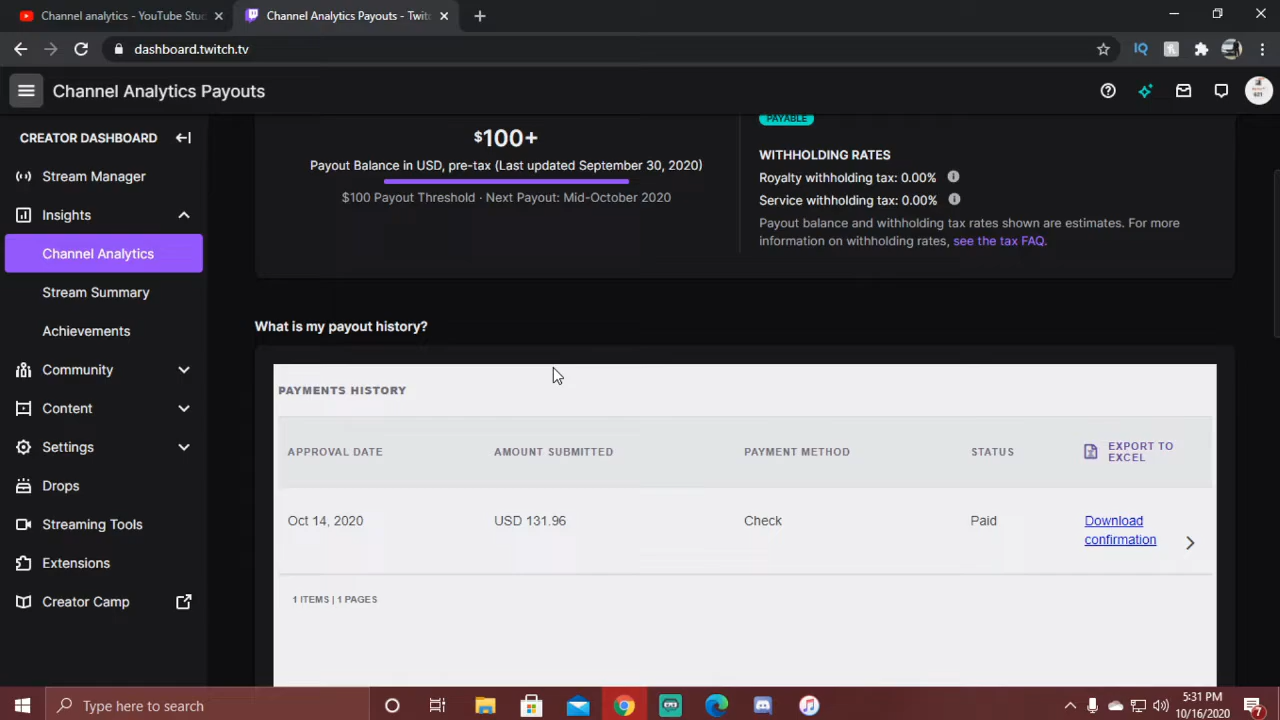 Channel analytics - YouTube Stu
Channel Analytics Payouts - Twit
dashboard.twitch.tv
IQ
h
Channel Analytics Payouts
CREATOR DASHBOARD
Stream Manager
Insights
Channel Analytics
Stream Summary
Achievements
Community
Content
Settings
Drops
Streaming Tools
Extensions
Creator Camp
$100+
Payout Balance in USD, pre-tax (Last updated September 30, 2020)
$100 Payout Threshold · Next Payout: Mid-October 2020
PAYABLE
WITHHOLDING RATES
Royalty withholding tax: 0.00%
Service withholding tax: 0.00%
Payout balance and withholding tax rates shown are estimates. For more
information on withholding rates, see the tax FAQ.
What is my payout history?
PAYMENTS HISTORY
APPROVAL DATE AMOUNT SUBMITTED PAYMENT METHOD STATUS EXPORT TO
EXCEL
Oct 14, 2020 USD 131.96 Check Paid Download
confirmation
1 ITEMS | 1 PAGES
Type here to search
5:31 PM
10/16/2020
7